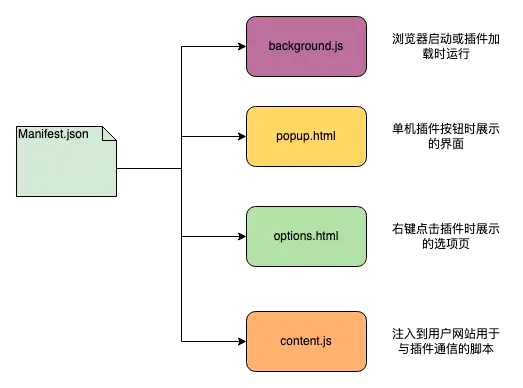 background.js
浏览器启动或插件加
载时运行
Manifest.json
popup.html
单机插件按钮时展示
的界面
options.html
右键点击插件时展示
的选项页
content.js
注入到用户网站用于
与插件通信的脚本